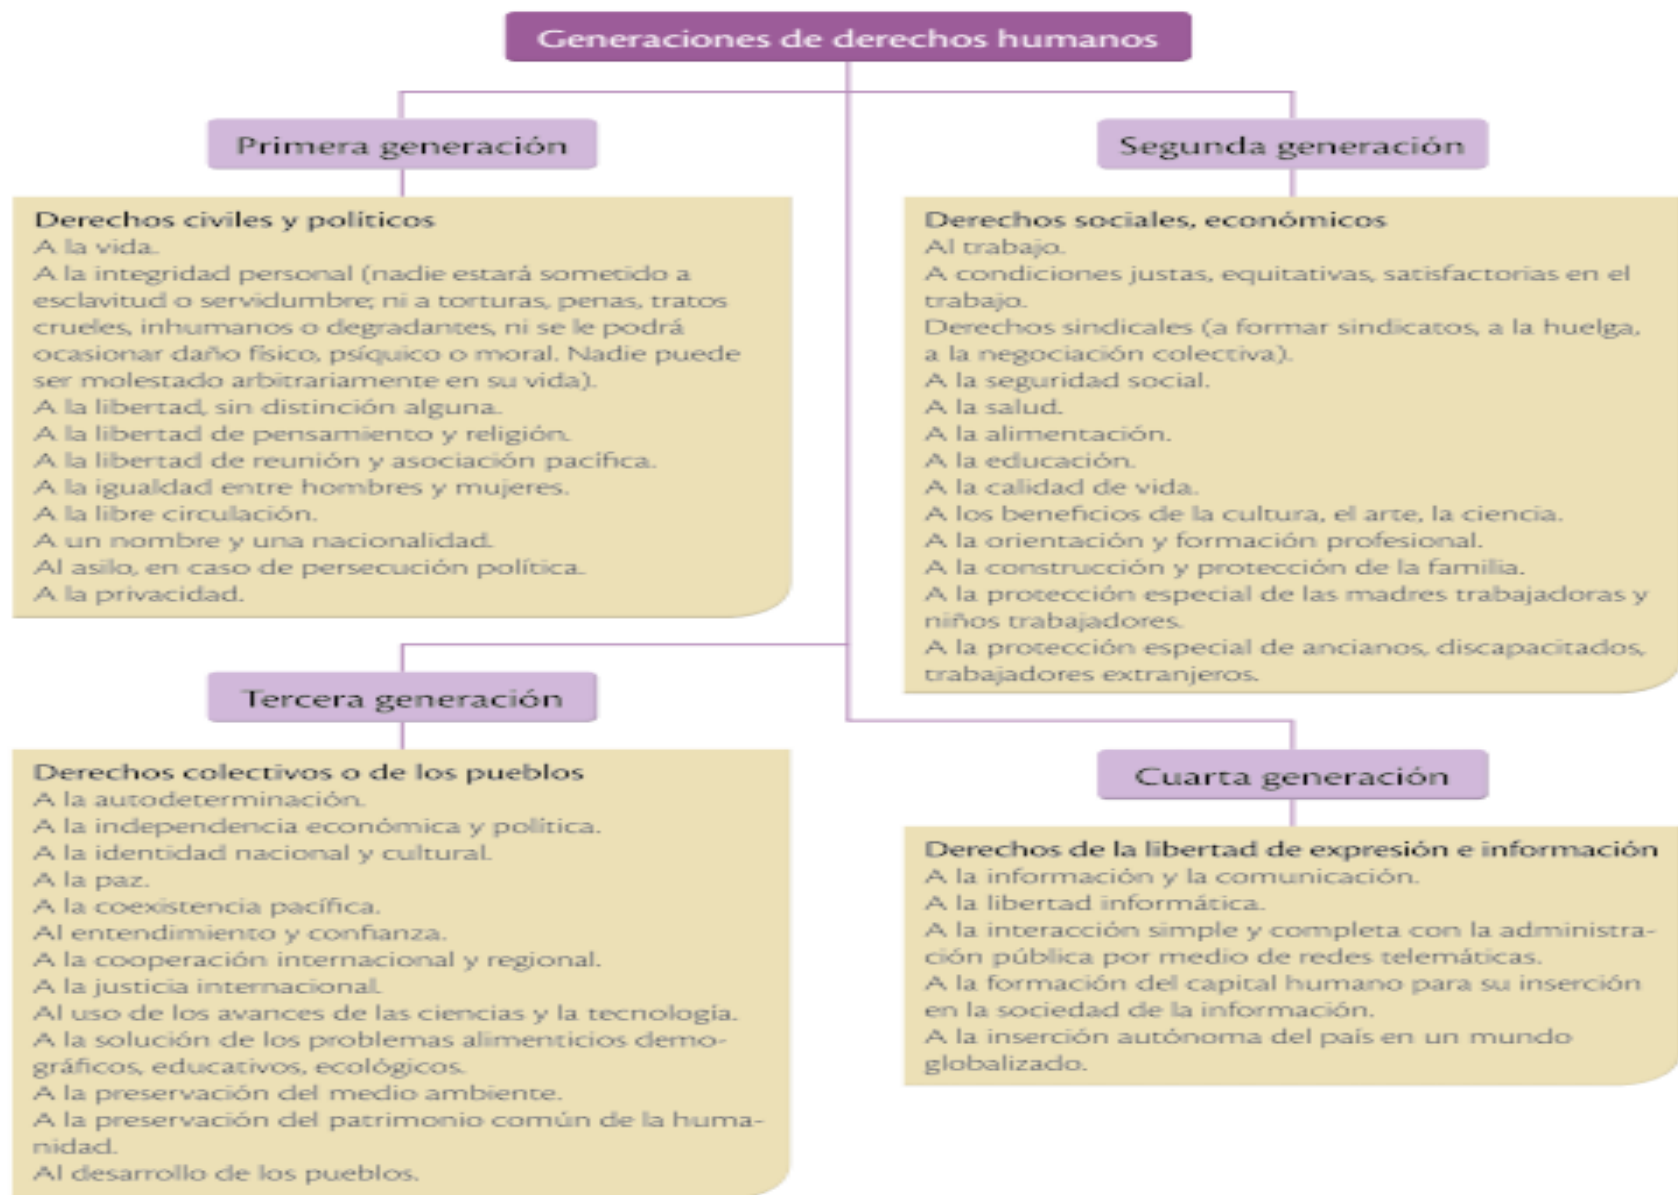 Generaciones de derechos humanos
Primera generación
Derechos civiles y políticos
A la vida.
A la integridad personal (nadie estará sometido a
esclavitud o servidumbre; ni a torturas, penas, tratos
crueles, inhumanos o degradantes, ni se le podrá
ocasionar daño físico, psíquico o moral. Nadie puede
ser molestado arbitrariamente en su vida).
A la libertad, sin distinción alguna.
A la libertad de pensamiento y religión.
A la libertad de reunión y asociación pacífica.
A la igualdad entre hombres y mujeres.
A la libre circulación.
A un nombre y una nacionalidad.
Al asilo, en caso de persecución política.
A la privacidad.
Segunda generación
Derechos sociales, económicos
Al trabajo.
A condiciones justas, equitativas, satisfactorias en el
trabajo.
Derechos sindicales (a formar sindicatos, a la huelga,
a la negociación colectiva).
A la seguridad social.
A la salud.
A la alimentación.
A la educación.
A la calidad de vida.
A los beneficios de la cultura, el arte, la ciencia.
A la orientación y formación profesional.
A la construcción y protección de la familia.
A la protección especial de las madres trabajadoras y
niños trabajadores.
A la protección especial de ancianos, discapacitados,
trabajadores extranjeros.
Tercera generación
Derechos colectivos o de los pueblos
A la autodeterminación.
A la independencia económica y política.
A la identidad nacional y cultural.
A la paz.
A la coexistencia pacífica.
Al entendimiento y confianza.
A la cooperación internacional y regional.
A la justicia internacional.
Al uso de los avances de las ciencias y la tecnología.
A la solución de los problemas alimenticios demo-
gráficos, educativos, ecológicos.
A la preservación del medio ambiente.
A la preservación del patrimonio común de la huma-
nidad.
Al desarrollo de los pueblos.
Cuarta generación
Derechos de la libertad de expresión e información
A la información y la comunicación.
A la libertad informática.
A la interacción simple y completa con la administra-
ción pública por medio de redes telemáticas.
A la formación del capital humano para su inserción
en la sociedad de la información.
A la inserción autónoma del país en un mundo
globalizado.